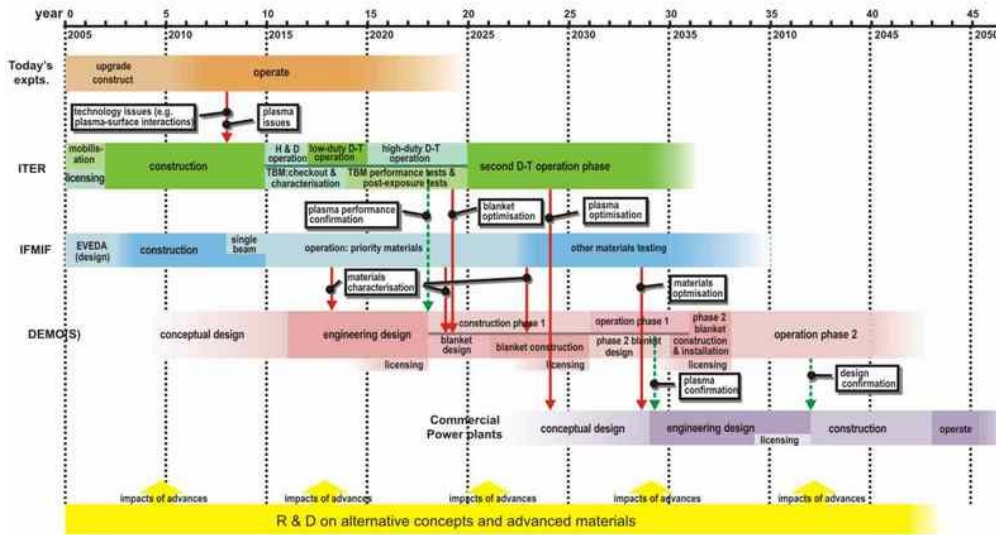 year 0 5 10 15 20 25 30 35 40 45
2005 2010 2015 2020 2025 2030 2035 2010 2045 2050
Today's
expts.
upgrade
construct
operate
technology issues (e.g.
plasma-surface interactions)
plasma
issues
ITER
mobilis-
ation
licensing
construction
H & D
operation
low-duty D-T
operation
high-duty D-T
operation
TBM:checkout &
characterisation
TBM performance tests &
post-exposure tests
second D-T operation phase
plasma performance
confirmation
blanket
optimisation
plasma
optimisation
IFMIF
EVEDA
(design)
construction
single
beam
operation: priority materials
other materials testing
materials
characterisation
materials
optmisation
DEMO(S)
conceptual design
engineering design
construction phase 1
blanket
design
blanket construction
operation phase 1
phase 2 blanket
design
phase 2
blanket
construction
& installation
operation phase 2
licensing
licensing
licensing
plasma
confirmation
design
confirmation
Commercial
Power plants
conceptual design
engineering design
licensing
construction
operate
impacts of advances
impacts of advances
impacts of advances
impacts of advances
impacts of advances
R & D on alternative concepts and advanced materials